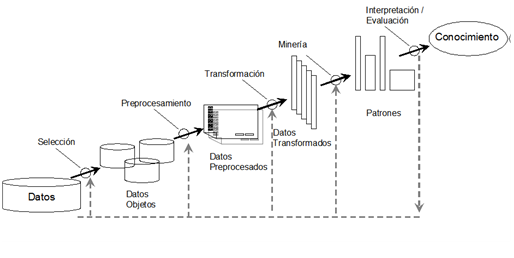 Interpretación /
Evaluación
Conocimiento
Minería
Transformación
Patrones
Preprocesamiento
Datos
Transformados
Selección
Datos
Preprocesados
Datos
Datos
Objetos